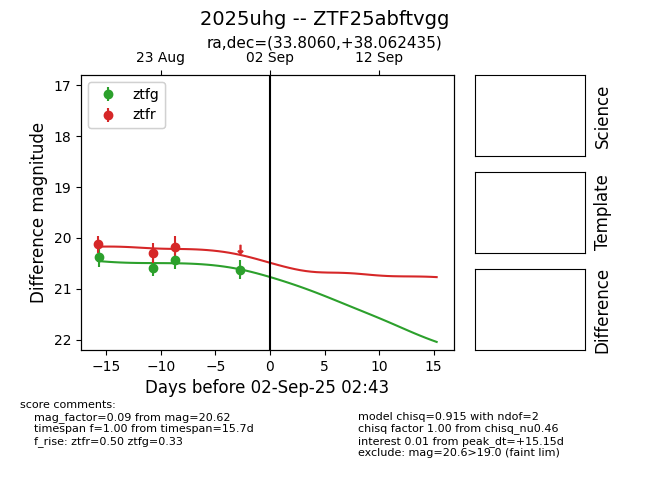 2025uhg -- ZTF25abftvgg
ra,dec=(33.8060,+38.062435)
23 Aug 02 Sep 12 Sep
ztfg
ztfr
17
18
19
20
21
22
Difference magnitude
−15 −10 −5 0 5 10 15
Days before 02-Sep-25 02:43
Science
Template
Difference
score comments:
mag_factor=0.09 from mag=20.62
timespan f=1.00 from timespan=15.7d
f_rise: ztfr=0.50 ztfg=0.33
model chisq=0.915 with ndof=2
chisq factor 1.00 from chisq_nu0.46
interest 0.01 from peak_dt=+15.15d
exclude: mag=20.6>19.0 (faint lim)